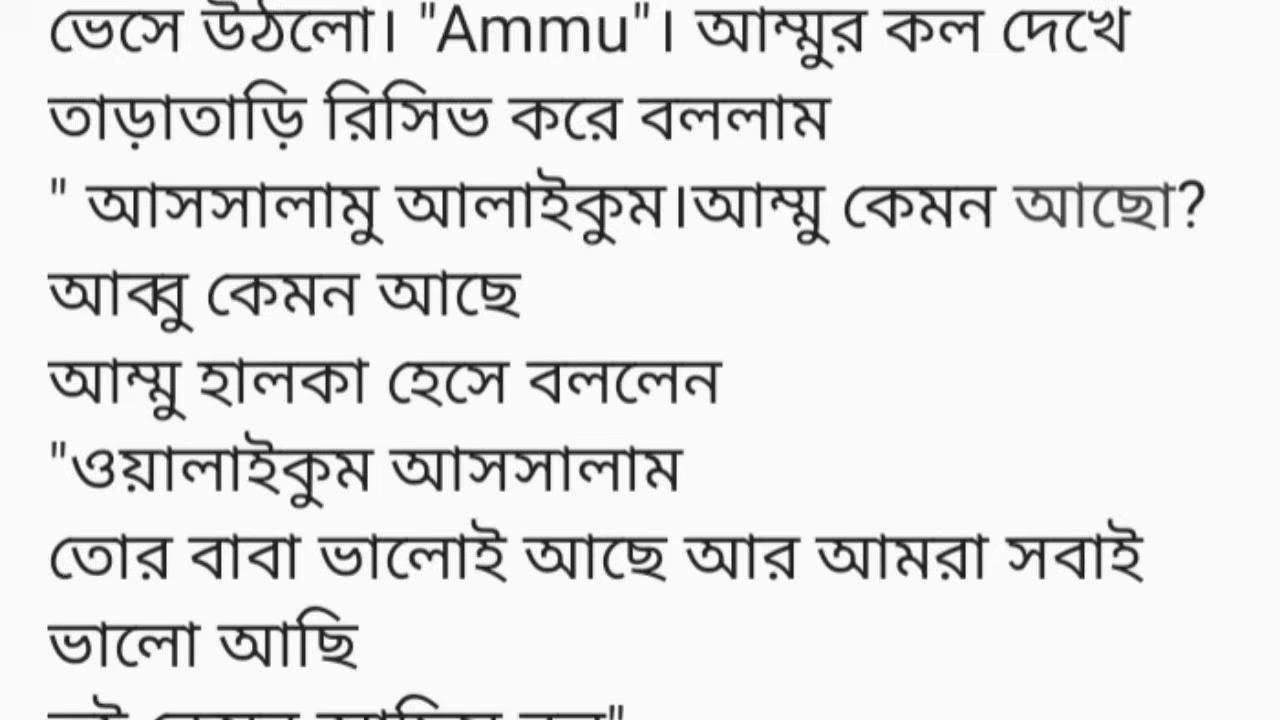 ভেসে উঠলো। "Ammu"। আম্মুর কল দেখে
তাড়াতাড়ি রিসিভ করে বললাম
" আসসালামু আলাইকুম।আম্মু কেমন আছো?
আব্বু কেমন আছে
আম্মু হালকা হেসে বললেন
"ওয়ালাইকুম আসসালাম
তোর বাবা ভালোই আছে আর আমরা সবাই
ভালো আছি